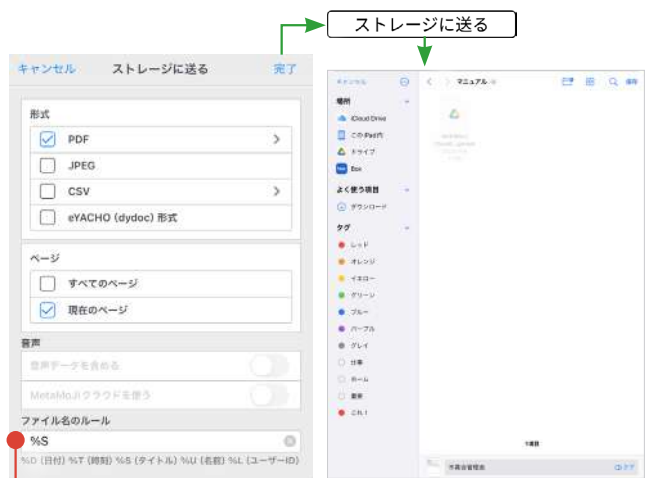 ストレージに送る
キャンセル ストレージに送る 完了
形式
PDF
JPEG
CSV
eYACHO (dydoc) 形式
ページ
すべてのページ
現在のページ
音声
音声データを含める
MetaMoJiクラウドを使う
ファイル名のルール
%S
%D (日付) %T (時刻) %S (タイトル) %U (名前) %L (ユーザーID)
キャンセル
マニュアル
場所
iCloud Drive
この iPad内
ドライブ
Box
よく使う項目
ダウンロード
タグ
レッド
オレンジ
イエロー
グリーン
ブルー
パープル
グレイ
仕事
ホーム
重要
これ！
1項目